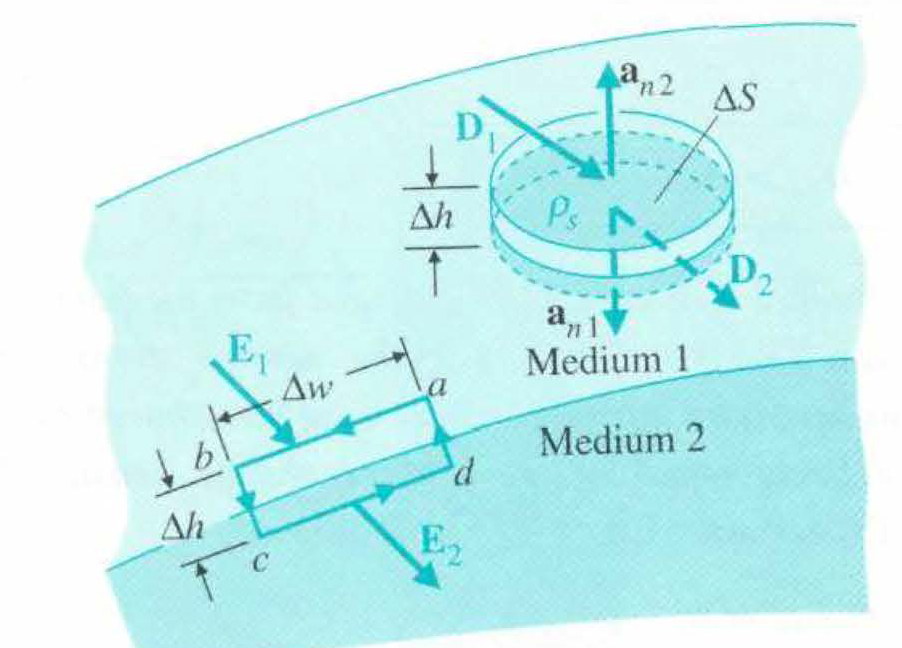 a_n2
ΔS
D_1
Δh
ρ_s
D_2
a_n1
Medium 1
E_1
Δw
a
Medium 2
b
d
Δh
E_2
c